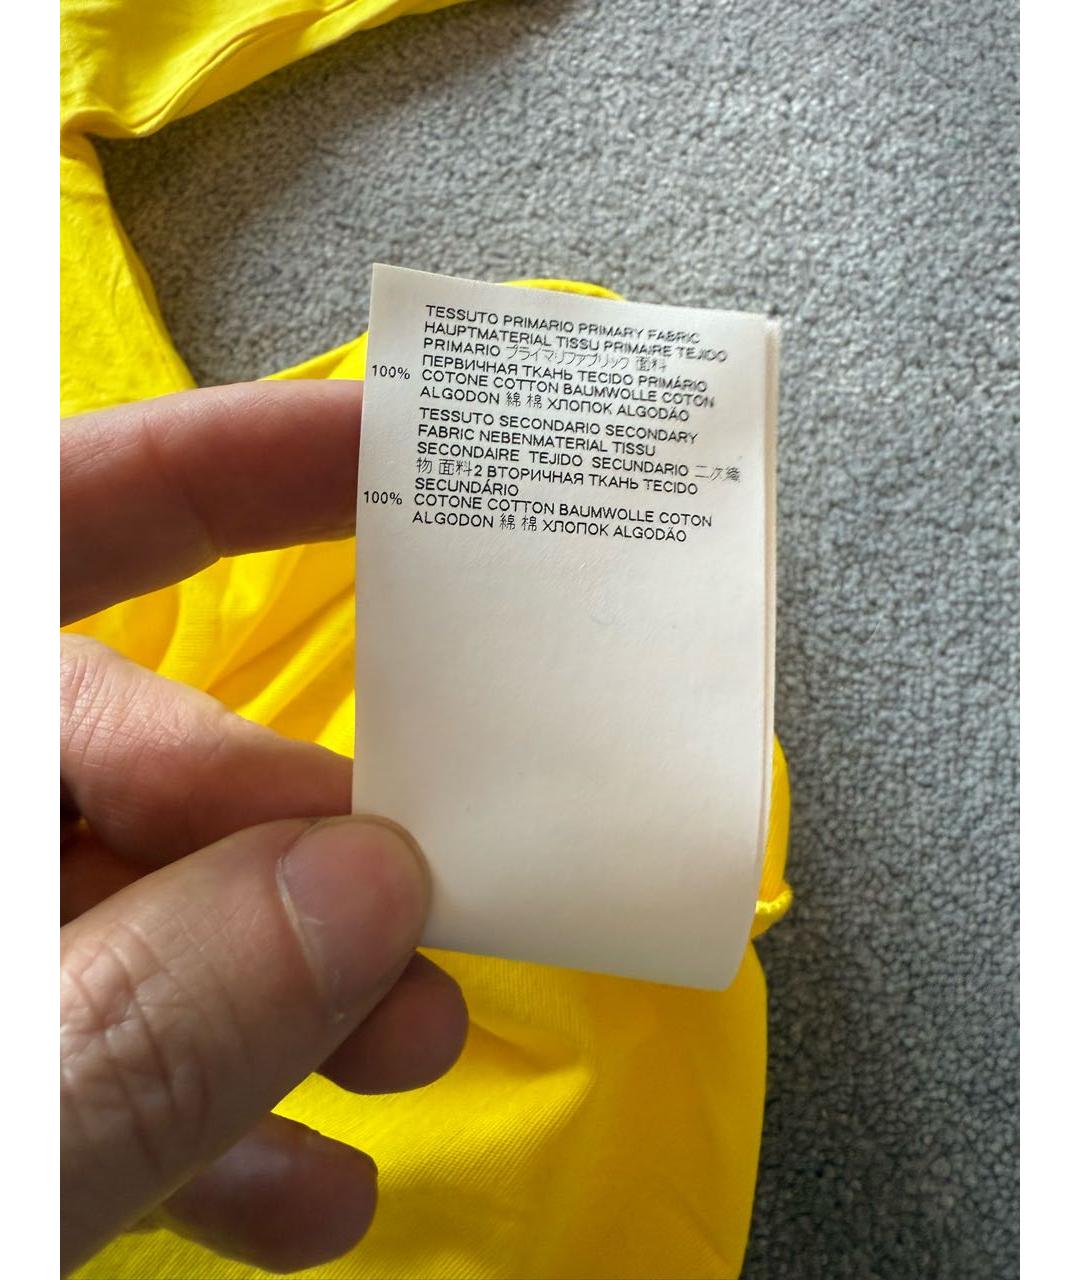 TESSUTO PRIMARIO PRIMARY FABRIC
HAUPTMATERIAL TISSU PRIMAIRE TEJIDO
PRIMARIO プライマリファブリック 面料
ПЕРВИЧНАЯ ТКАНЬ TECIDO PRIMÁRIO
100% COTONE COTTON BAUMWOLLE COTON
ALGODON 綿 棉 ХЛОПОК ALGODÃO
TESSUTO SECONDARIO SECONDARY
FABRIC NEBENMATERIAL TISSU
SECONDAIRE TEJIDO SECUNDARIO 二次織
物 面料2 ВТОРИЧНАЯ ТКАНЬ TECIDO
SECUNDÁRIO
100% COTONE COTTON BAUMWOLLE COTON
ALGODON 綿 棉 ХЛОПОК ALGODÃO